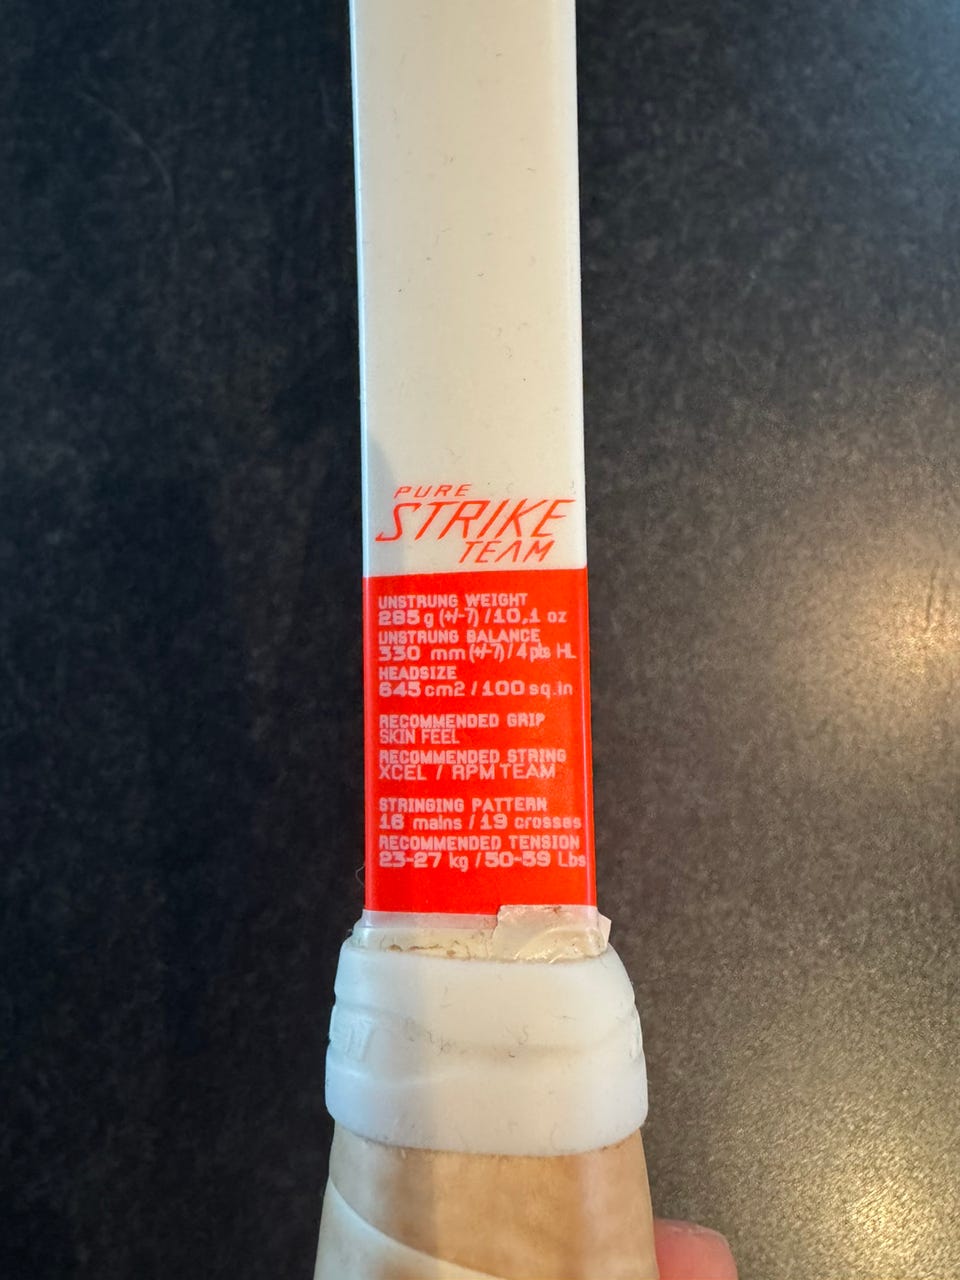 PURE
STRIKE
TEAM
UNSTRUNG WEIGHT
285 g (+/-7) / 10,1 oz
UNSTRUNG BALANCE
330 mm (+/-7) / 4 pts HL
HEADSIZE
645 cm2 / 100 sq.in
RECOMMENDED GRIP
SKIN FEEL
RECOMMENDED STRING
XCEL / RPM TEAM
STRINGING PATTERN
16 mains / 19 crosses
RECOMMENDED TENSION
23-27 kg / 50-59 Lbs